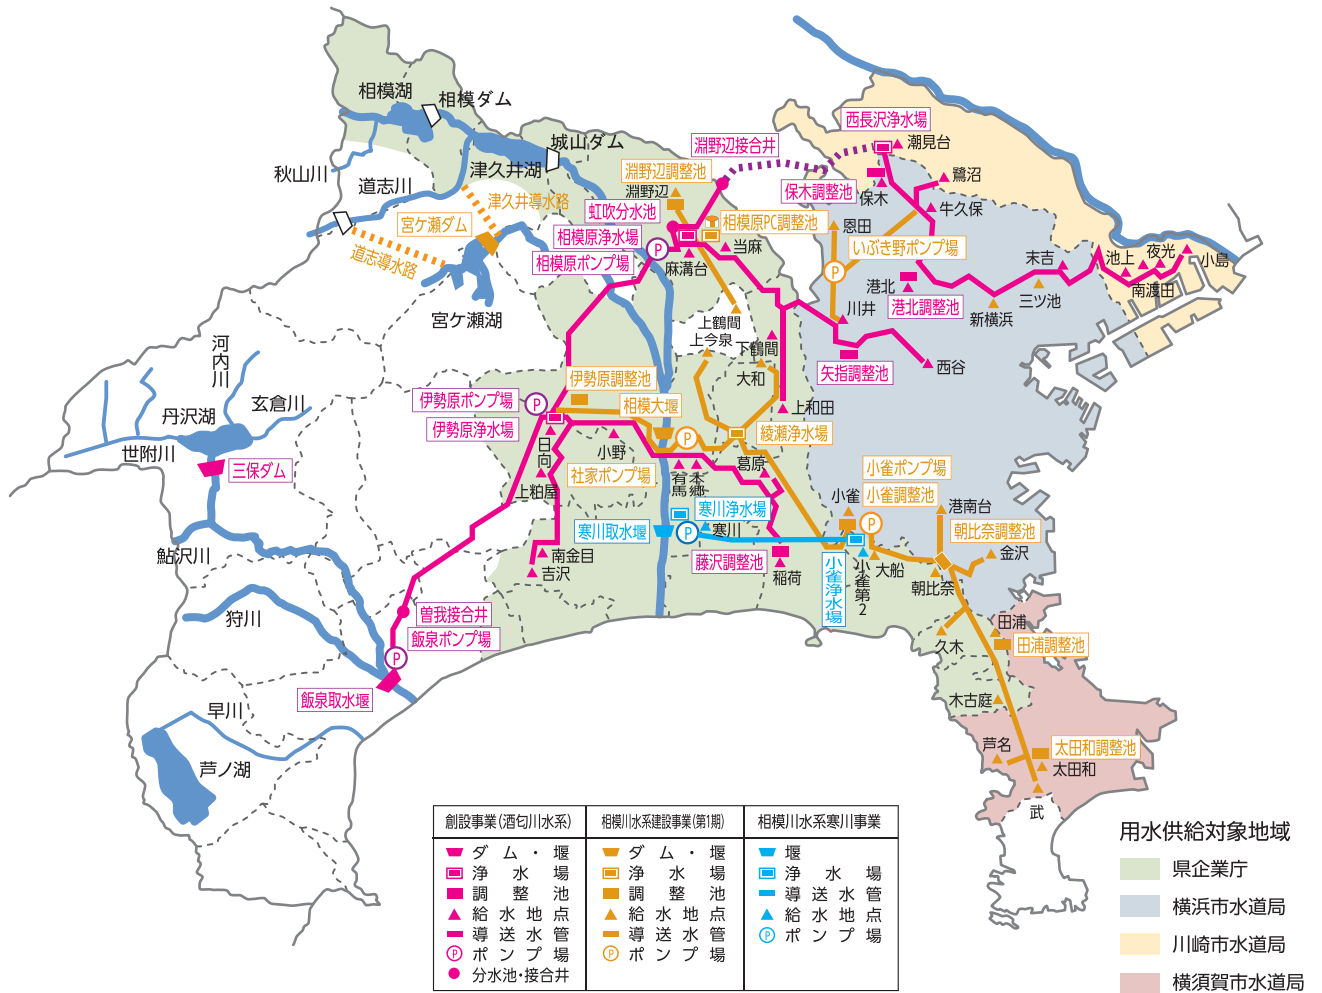 相模湖
相模ダム
城山ダム
秋山川
道志川
津久井湖
津久井導水路
宮ケ瀬ダム
道志導水路
宮ケ瀬湖
淵野辺接合井
淵野辺調整池
淵野辺
虹吹分水池
相模原浄水場
相模原ポンプ場
相模原PC調整池
麻溝台
当麻
西長沢浄水場
潮見台
保木調整池
保木
鷺沼
牛久保
恩田
いぶき野ポンプ場
港北
港北調整池
末吉
三ツ池
新横浜
池上
夜光
小島
南渡田
川井
矢指調整池
西谷
上鶴間
上今泉
下鶴間
大和
上和田
河内川
玄倉川
丹沢湖
世附川
三保ダム
鮎沢川
狩川
早川
芦ノ湖
伊勢原調整池
伊勢原ポンプ場
伊勢原浄水場
相模大堰
綾瀬浄水場
日向
小野
社家ポンプ場
上粕屋
有馬
本郷
葛原
寒川浄水場
寒川取水堰
寒川
藤沢調整池
稲荷
南金目
吉沢
曽我接合井
飯泉ポンプ場
飯泉取水堰
小雀ポンプ場
小雀調整池
小雀
小雀浄水場
小雀第2
大船
港南台
朝比奈調整池
金沢
朝比奈
久木
田浦
田浦調整池
木古庭
芦名
太田和調整池
太田和
武
P
P
P
P
P
P
P
創設事業(酒匂川水系)
ダム・堰
浄水場
調整池
給水地点
導送水管
P ポンプ場
分水池・接合井
相模川水系建設事業(第1期)
ダム・堰
浄水場
調整池
給水地点
導送水管
P ポンプ場
相模川水系寒川事業
堰
浄水場
導送水管
給水地点
P ポンプ場
用水供給対象地域
県企業庁
横浜市水道局
川崎市水道局
横須賀市水道局